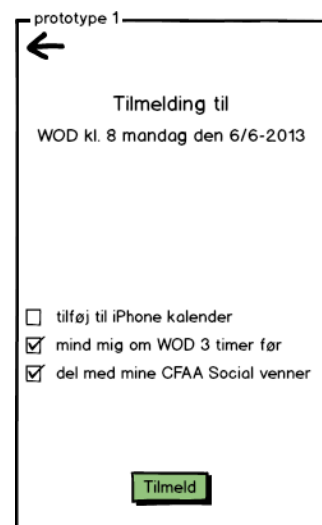 prototype 1
Tilmelding til
WOD kl. 8 mandag den 6/6-2013
tilføj til iPhone kalender
mind mig om WOD 3 timer før
del med mine CFAA Social venner
Tilmeld